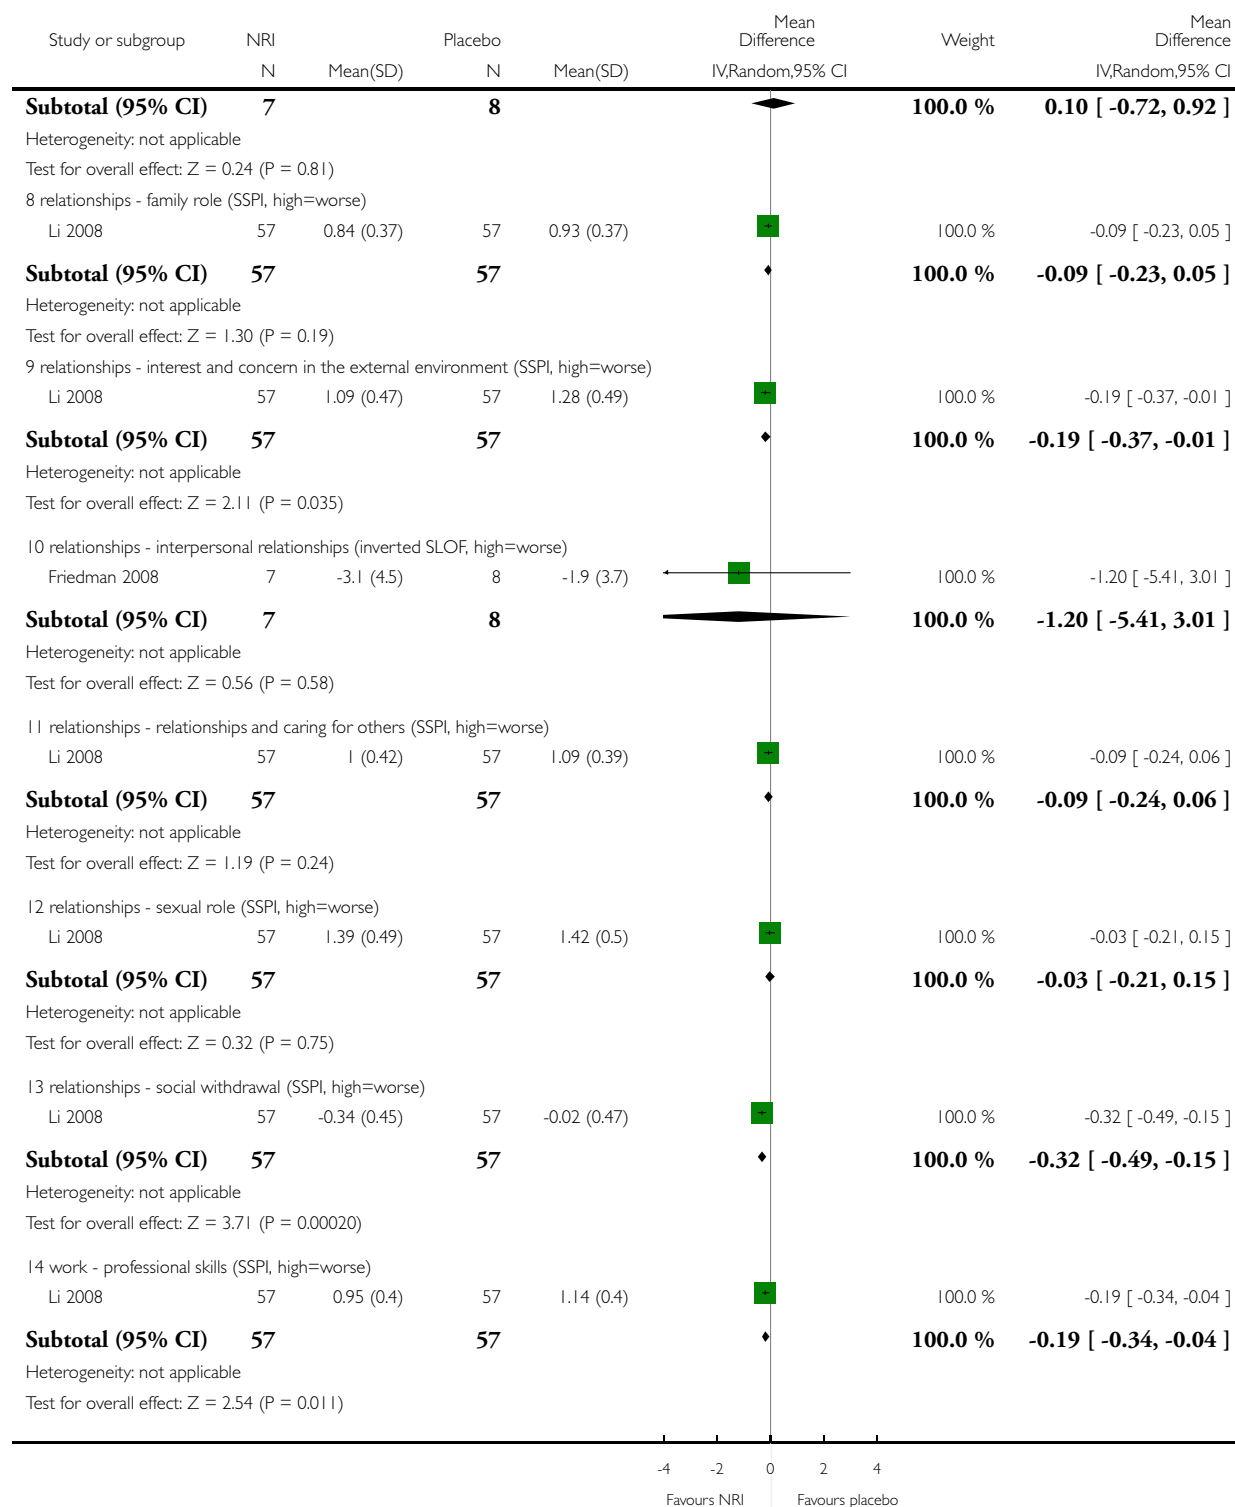 Study or subgroup NRI Placebo Mean Difference Weight Mean Difference
N Mean(SD) N Mean(SD) IV,Random,95% CI IV,Random,95% CI
Subtotal (95% CI) 7 8 100.0 % 0.10 [ -0.72, 0.92 ]
Heterogeneity: not applicable
Test for overall effect: Z = 0.24 (P = 0.81)
8 relationships - family role (SSPI, high=worse)
Li 2008 57 0.84 (0.37) 57 0.93 (0.37) 100.0 % -0.09 [ -0.23, 0.05 ]
Subtotal (95% CI) 57 57 100.0 % -0.09 [ -0.23, 0.05 ]
Heterogeneity: not applicable
Test for overall effect: Z = 1.30 (P = 0.19)
9 relationships - interest and concern in the external environment (SSPI, high=worse)
Li 2008 57 1.09 (0.47) 57 1.28 (0.49) 100.0 % -0.19 [ -0.37, -0.01 ]
Subtotal (95% CI) 57 57 100.0 % -0.19 [ -0.37, -0.01 ]
Heterogeneity: not applicable
Test for overall effect: Z = 2.11 (P = 0.035)
10 relationships - interpersonal relationships (inverted SLOF, high=worse)
Friedman 2008 7 -3.1 (4.5) 8 -1.9 (3.7) 100.0 % -1.20 [ -5.41, 3.01 ]
Subtotal (95% CI) 7 8 100.0 % -1.20 [ -5.41, 3.01 ]
Heterogeneity: not applicable
Test for overall effect: Z = 0.56 (P = 0.58)
11 relationships - relationships and caring for others (SSPI, high=worse)
Li 2008 57 1 (0.42) 57 1.09 (0.39) 100.0 % -0.09 [ -0.24, 0.06 ]
Subtotal (95% CI) 57 57 100.0 % -0.09 [ -0.24, 0.06 ]
Heterogeneity: not applicable
Test for overall effect: Z = 1.19 (P = 0.24)
12 relationships - sexual role (SSPI, high=worse)
Li 2008 57 1.39 (0.49) 57 1.42 (0.5) 100.0 % -0.03 [ -0.21, 0.15 ]
Subtotal (95% CI) 57 57 100.0 % -0.03 [ -0.21, 0.15 ]
Heterogeneity: not applicable
Test for overall effect: Z = 0.32 (P = 0.75)
13 relationships - social withdrawal (SSPI, high=worse)
Li 2008 57 -0.34 (0.45) 57 -0.02 (0.47) 100.0 % -0.32 [ -0.49, -0.15 ]
Subtotal (95% CI) 57 57 100.0 % -0.32 [ -0.49, -0.15 ]
Heterogeneity: not applicable
Test for overall effect: Z = 3.71 (P = 0.00020)
14 work - professional skills (SSPI, high=worse)
Li 2008 57 0.95 (0.4) 57 1.14 (0.4) 100.0 % -0.19 [ -0.34, -0.04 ]
Subtotal (95% CI) 57 57 100.0 % -0.19 [ -0.34, -0.04 ]
Heterogeneity: not applicable
Test for overall effect: Z = 2.54 (P = 0.011)
-4 -2 0 2 4
Favours NRI Favours placebo